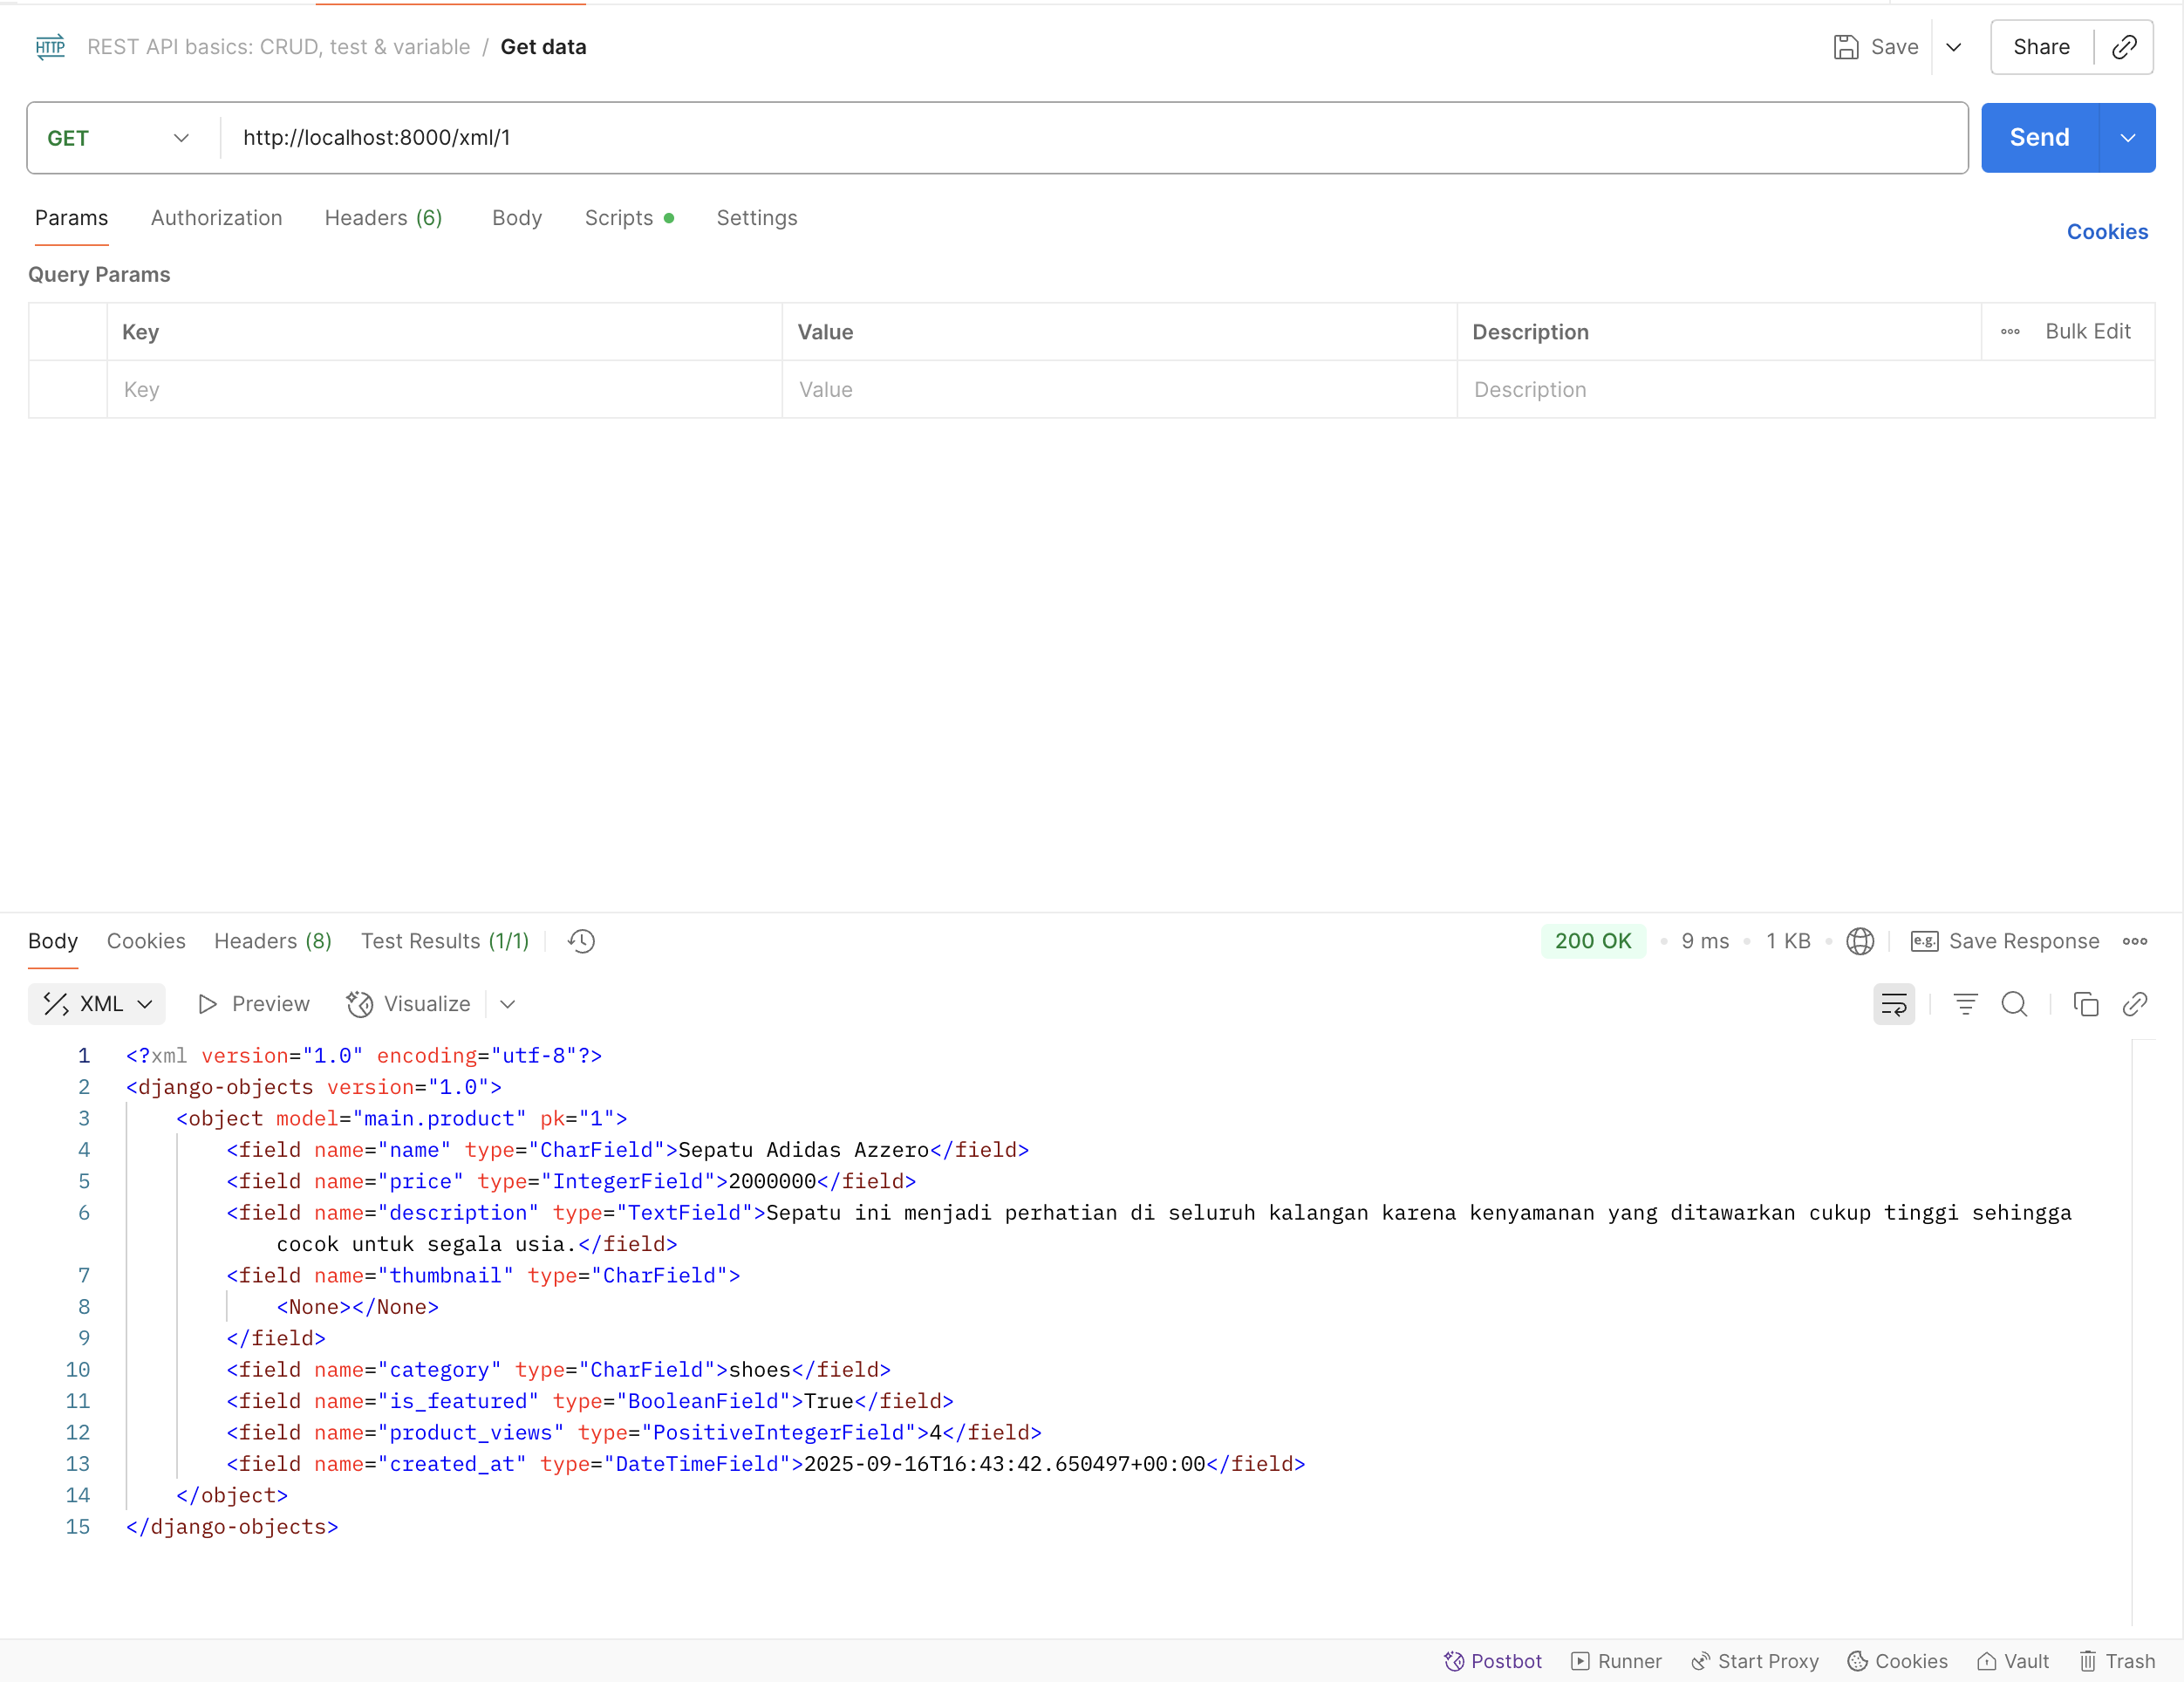 HTTP REST API basics: CRUD, test & variable / Get data Save Share
GET http://localhost:8000/xml/1 Send
Params Authorization Headers (6) Body Scripts Settings Cookies
Query Params
Key Value Description Bulk Edit
Key Value Description
Body Cookies Headers (8) Test Results (1/1) 200 OK 9 ms 1 KB e.g. Save Response
XML Preview Visualize
1 <?xml version="1.0" encoding="utf-8"?>
2 <django-objects version="1.0">
3 <object model="main.product" pk="1">
4 <field name="name" type="CharField">Sepatu Adidas Azzero</field>
5 <field name="price" type="IntegerField">2000000</field>
6 <field name="description" type="TextField">Sepatu ini menjadi perhatian di seluruh kalangan karena kenyamanan yang ditawarkan cukup tinggi sehingga
cocok untuk segala usia.</field>
7 <field name="thumbnail" type="CharField">
8 <None></None>
9 </field>
10 <field name="category" type="CharField">shoes</field>
11 <field name="is_featured" type="BooleanField">True</field>
12 <field name="product_views" type="PositiveIntegerField">4</field>
13 <field name="created_at" type="DateTimeField">2025-09-16T16:43:42.650497+00:00</field>
14 </object>
15 </django-objects>
Postbot Runner Start Proxy Cookies Vault Trash